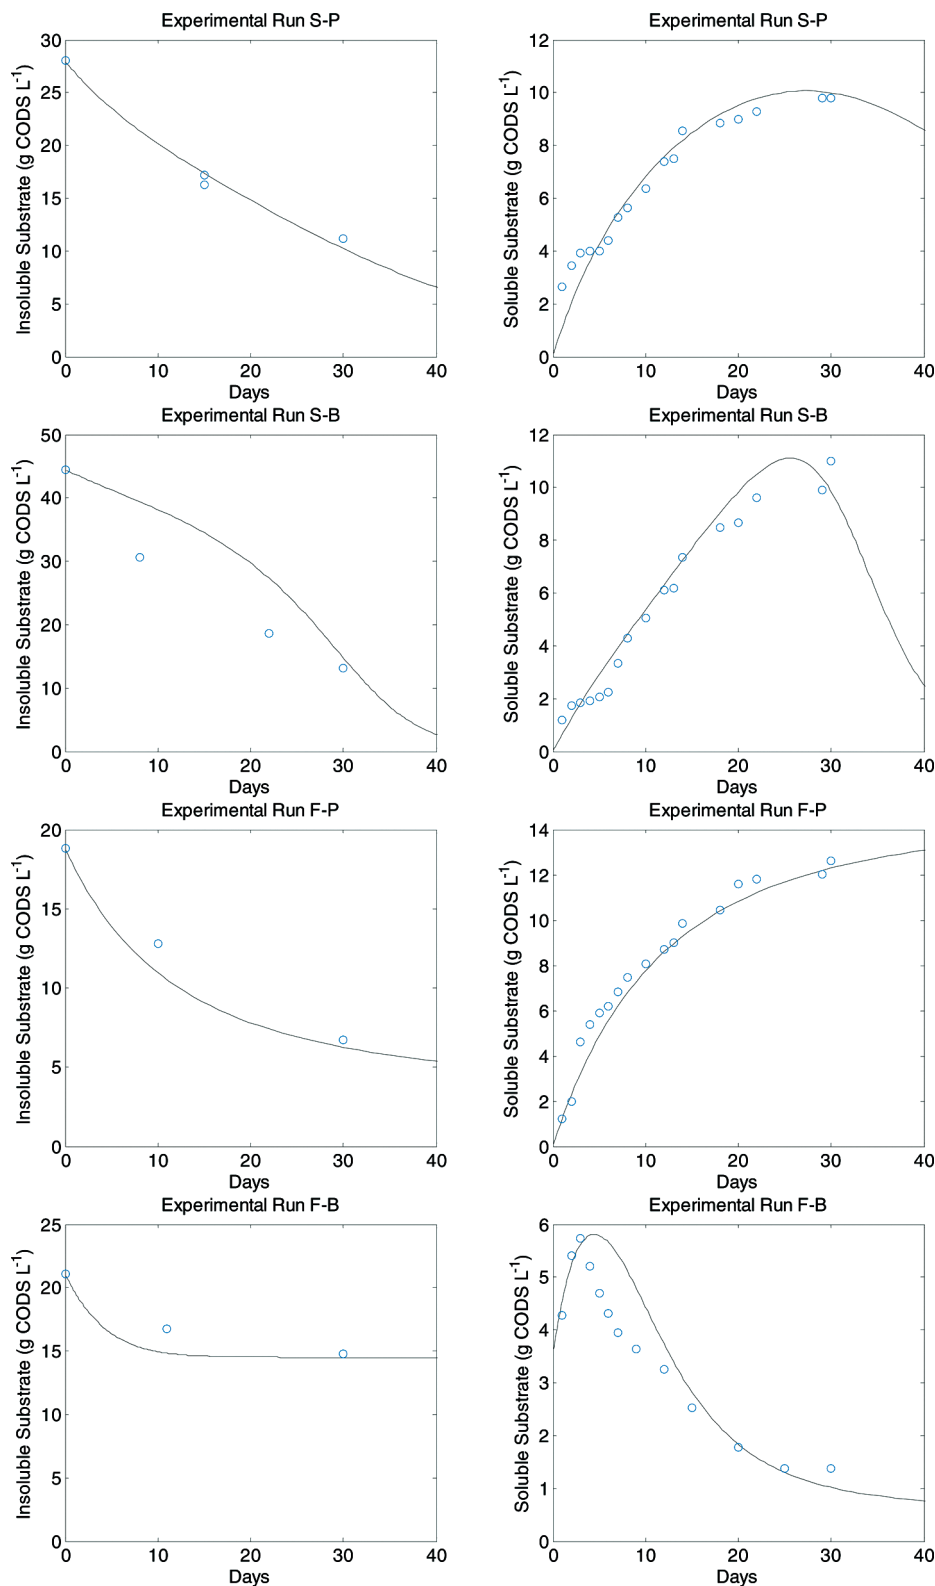 Experimental Run S-P
Insoluble Substrate (g CODS L⁻¹)
30
25
20
15
10
5
0
0 10 20 30 40
Days
Experimental Run S-P
Soluble Substrate (g CODS L⁻¹)
12
10
8
6
4
2
0
0 10 20 30 40
Days
Experimental Run S-B
Insoluble Substrate (g CODS L⁻¹)
50
40
30
20
10
0
0 10 20 30 40
Days
Experimental Run S-B
Soluble Substrate (g CODS L⁻¹)
12
10
8
6
4
2
0
0 10 20 30 40
Days
Experimental Run F-P
Insoluble Substrate (g CODS L⁻¹)
20
15
10
5
0
0 10 20 30 40
Days
Experimental Run F-P
Soluble Substrate (g CODS L⁻¹)
14
12
10
8
6
4
2
0
0 10 20 30 40
Days
Experimental Run F-B
Insoluble Substrate (g CODS L⁻¹)
25
20
15
10
5
0
0 10 20 30 40
Days
Experimental Run F-B
Soluble Substrate (g CODS L⁻¹)
6
5
4
3
2
1
0
0 10 20 30 40
Days